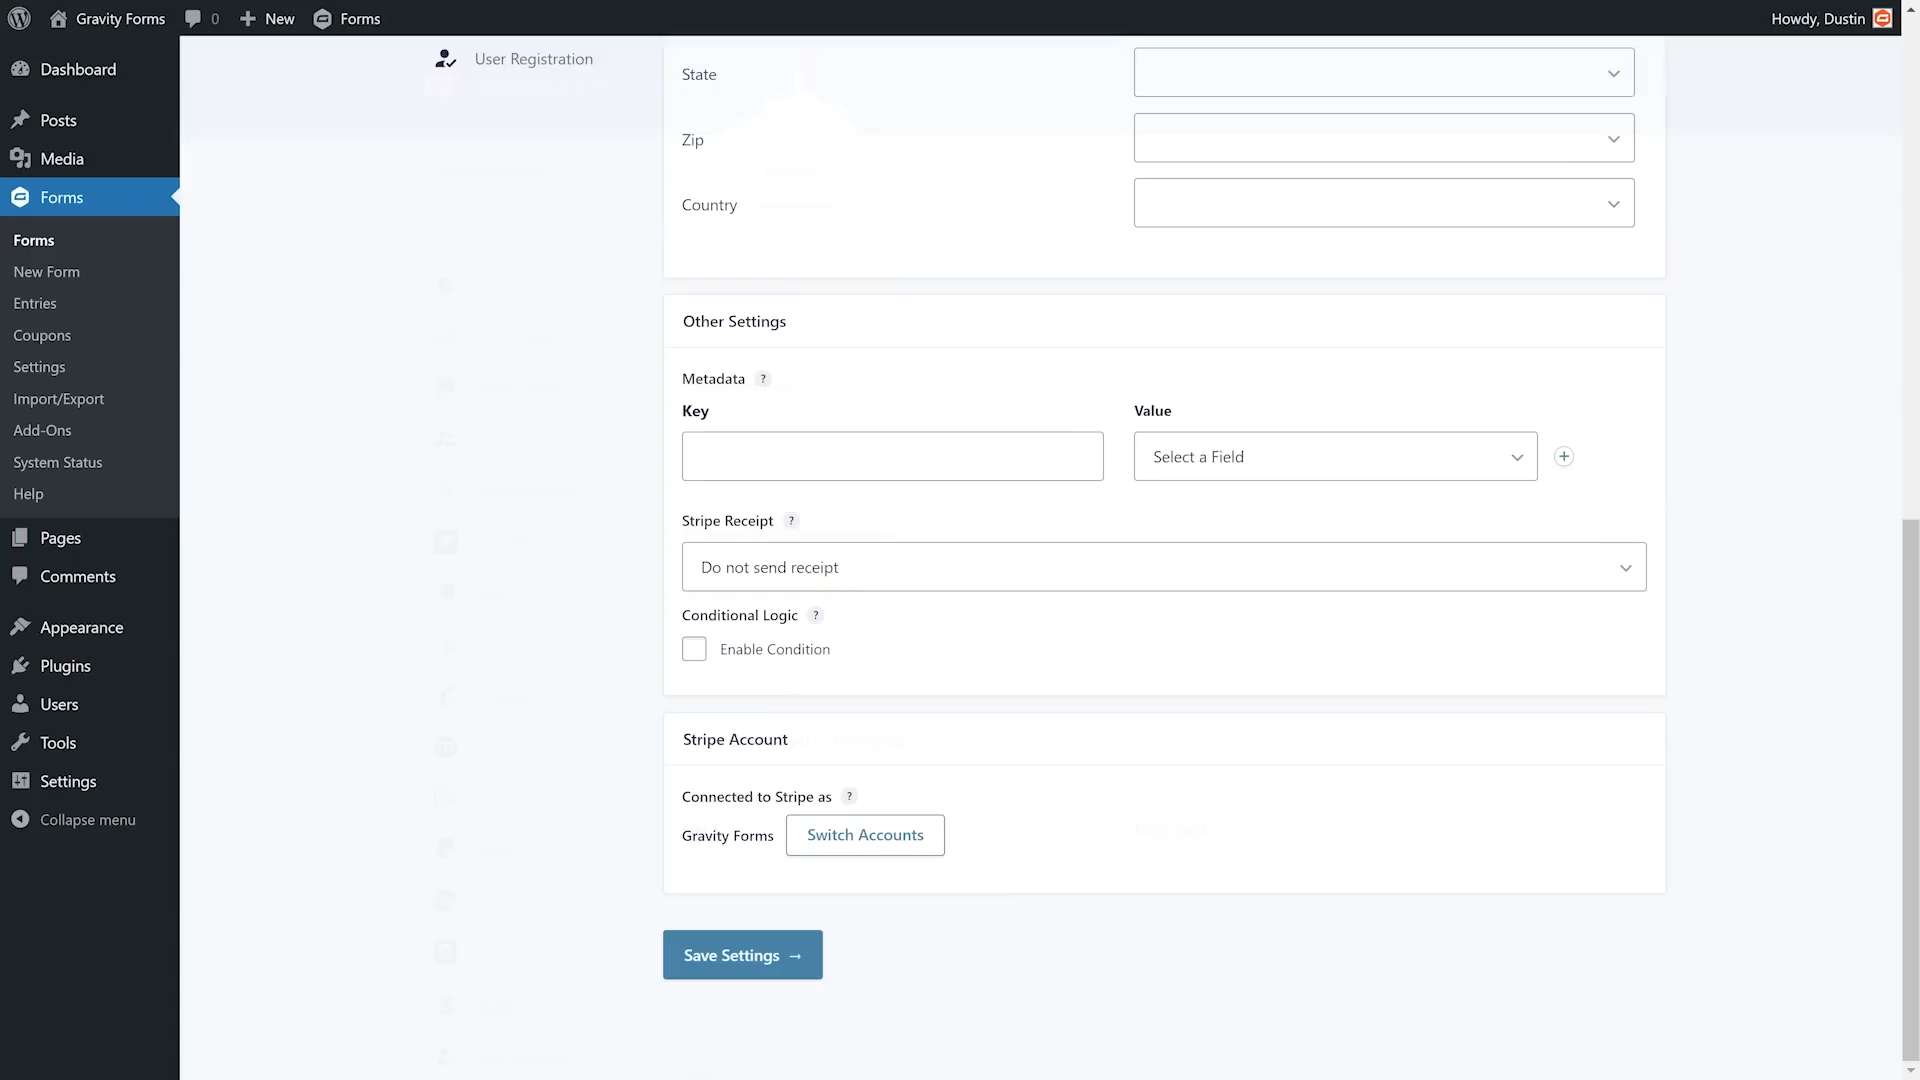 Gravity Forms
0
New
Forms
Howdy, Dustin
Dashboard
Posts
Media
Forms
Forms
New Form
Entries
Coupons
Settings
Import/Export
Add-Ons
System Status
Help
Pages
Comments
Appearance
Plugins
Users
Tools
Settings
Collapse menu
User Registration
State
Zip
Country
Other Settings
Metadata ?
Key
Value
Select a Field
Stripe Receipt ?
Do not send receipt
Conditional Logic ?
Enable Condition
Stripe Account
Connected to Stripe as ?
Gravity Forms
Switch Accounts
Save Settings →